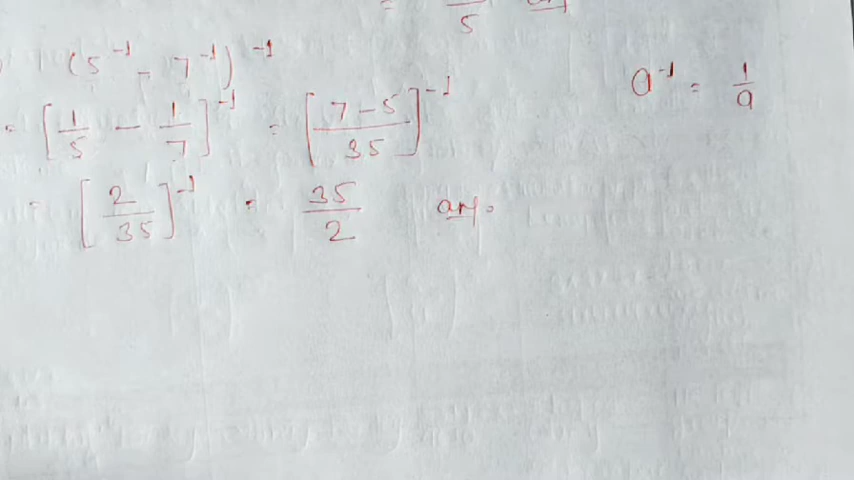 = 5
(5⁻¹ - 7⁻¹)⁻¹
= [1/5 - 1/7]⁻¹ = [7-5/35]⁻¹ a⁻¹ = 1/a
= [2/35]⁻¹ = 35/2 ans.